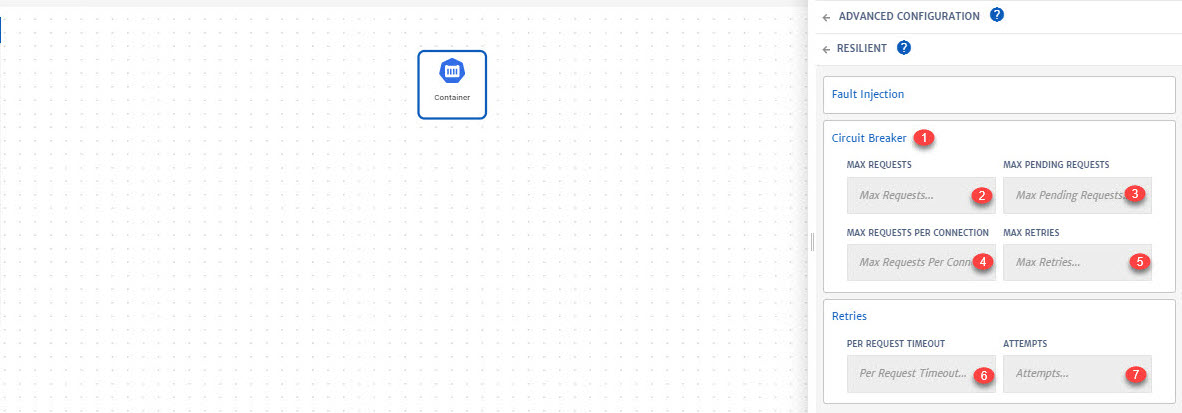 ADVANCED CONFIGURATION ?
RESILIENT ?
Container
Fault Injection
Circuit Breaker 1
MAX REQUESTS MAX PENDING REQUESTS
Max Requests... 2 Max Pending Requests. 3
MAX REQUESTS PER CONNECTION MAX RETRIES
Max Requests Per Conn 4 Max Retries... 5
Retries
PER REQUEST TIMEOUT ATTEMPTS
Per Request Timeout... 6 Attempts... 7